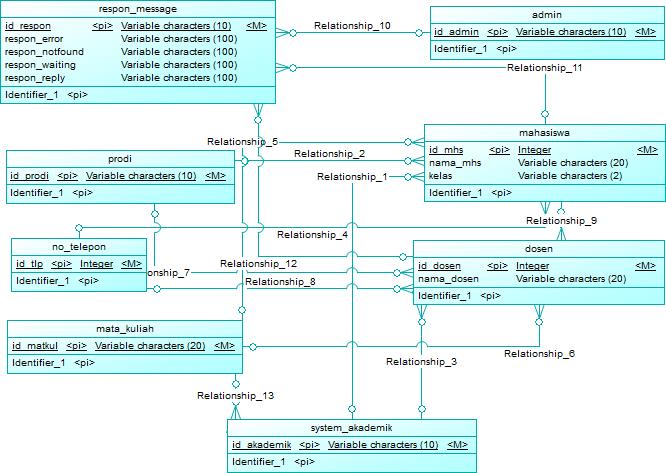 respon_message
id_respon <pi> Variable characters (10) <M>
respon_error Variable characters (100)
respon_notfound Variable characters (100)
respon_waiting Variable characters (100)
respon_reply Variable characters (100)
Identifier_1 <pi>
Relationship_10
admin
id_admin <pi> Variable characters (10) <M>
Identifier_1 <pi>
Relationship_11
Relationship_5
mahasiswa
id_mhs <pi> Integer <M>
nama_mhs Variable characters (20)
kelas Variable characters (2)
Identifier_1 <pi>
Relationship_2
prodi
id_prodi <pi> Variable characters (10) <M>
Identifier_1 <pi>
Relationship_1
Relationship_9
Relationship_4
no_telepon
id_tlp <pi> Integer <M>
Identifier_1 <pi>
dosen
id_dosen <pi> Integer <M>
nama_dosen Variable characters (20)
Identifier_1 <pi>
Relationship_12
onship_7
Relationship_8
mata_kuliah
id_matkul <pi> Variable characters (20) <M>
Identifier_1 <pi>
Relationship_6
Relationship_3
Relationship_13
system_akademik
id_akademik <pi> Variable characters (10) <M>
Identifier_1 <pi>